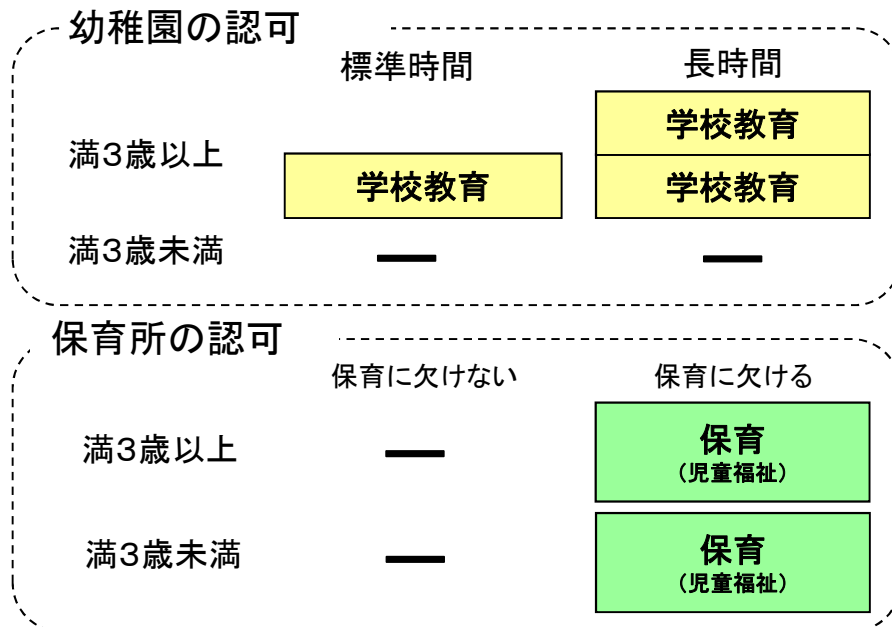 幼稚園の認可
標準時間 長時間
学校教育
満３歳以上
学校教育 学校教育
満３歳未満 ― ―
保育所の認可
保育に欠けない 保育に欠ける
満３歳以上 ― 保育
（児童福祉）
満３歳未満 ― 保育
（児童福祉）